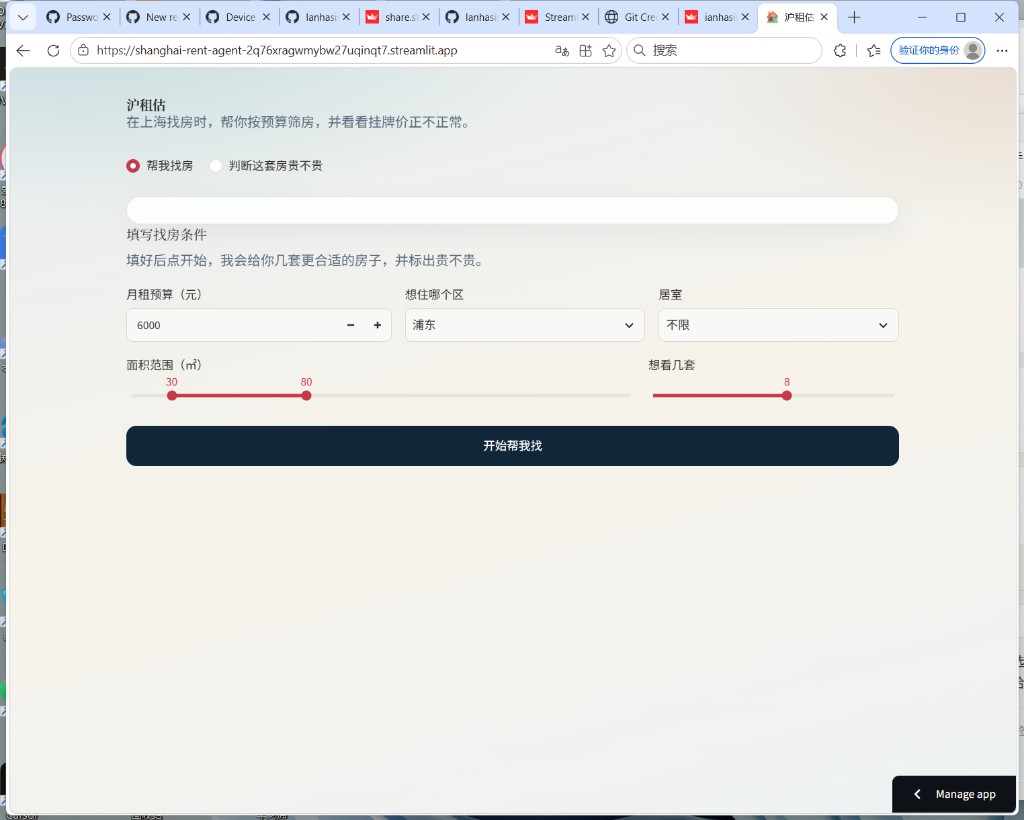 Passwo
New re
Device
lanhasi
share.s
lanhasi
Streaml
Git Cre
ianhasi
沪租估
https://shanghai-rent-agent-2q76xragwmybw27uqinqt7.streamlit.app
搜索
验证你的身份
沪租估
在上海找房时，帮你按预算筛房，并看看挂牌价正不正常。
帮我找房
判断这套房贵不贵
填写找房条件
填好后点开始，我会给你几套更合适的房子，并标出贵不贵。
月租预算（元）
想住哪个区
居室
6000
浦东
不限
面积范围（㎡）
想看几套
30
80
8
开始帮我找
Manage app